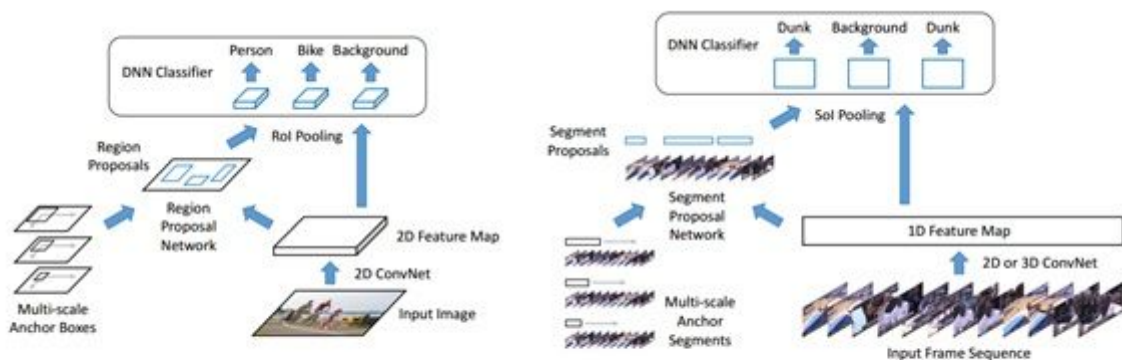 Person Bike Background
DNN Classifier
RoI Pooling
Region
Proposals
Region
Proposal
Network
2D Feature Map
2D ConvNet
Multi-scale
Anchor Boxes
Input Image
Dunk Background Dunk
DNN Classifier
SoI Pooling
Segment
Proposals
Segment
Proposal
Network
1D Feature Map
2D or 3D ConvNet
Multi-scale
Anchor
Segments
Input Frame Sequence